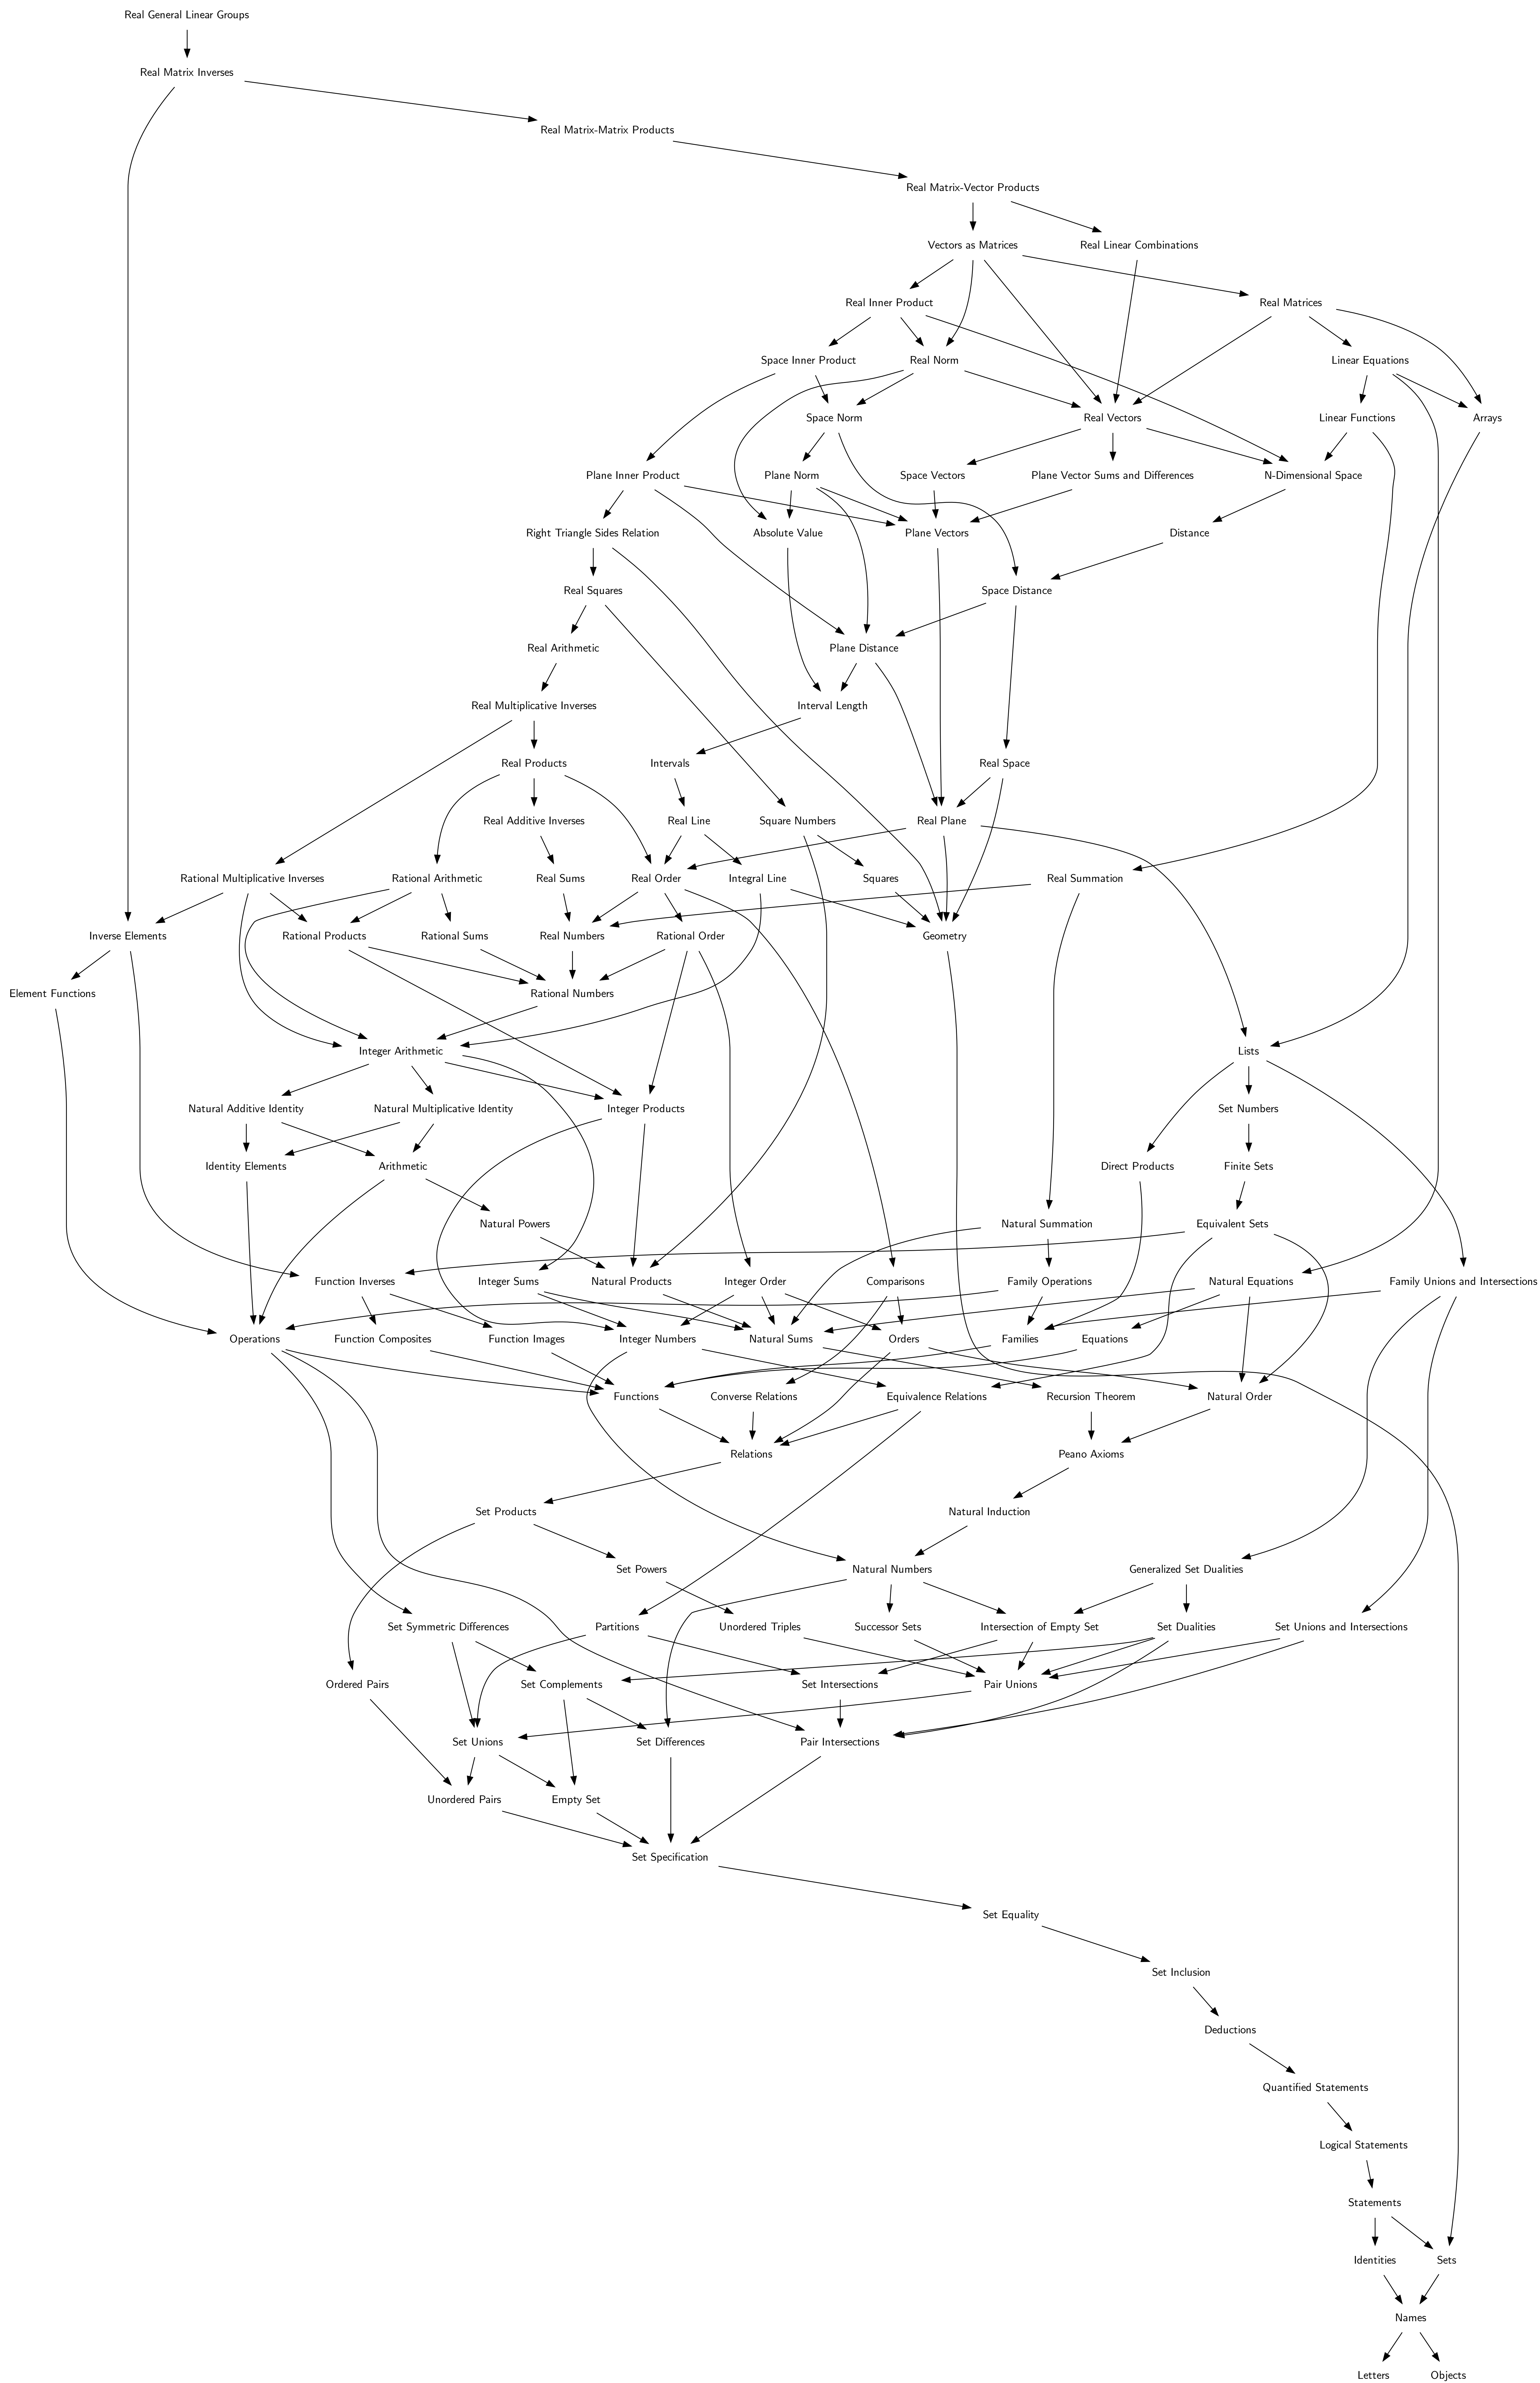 Real General Linear Groups
Real Matrix Inverses
Real Matrix-Matrix Products
Real Matrix-Vector Products
Vectors as Matrices
Real Linear Combinations
Real Inner Product
Real Matrices
Space Inner Product
Real Norm
Linear Equations
Space Norm
Real Vectors
Linear Functions
Arrays
Plane Inner Product
Plane Norm
Space Vectors
Plane Vector Sums and Differences
N-Dimensional Space
Right Triangle Sides Relation
Absolute Value
Plane Vectors
Distance
Real Squares
Space Distance
Real Arithmetic
Plane Distance
Real Multiplicative Inverses
Interval Length
Real Products
Intervals
Real Space
Real Additive Inverses
Real Line
Square Numbers
Real Plane
Rational Multiplicative Inverses
Rational Arithmetic
Real Sums
Real Order
Integral Line
Squares
Real Summation
Inverse Elements
Rational Products
Rational Sums
Real Numbers
Rational Order
Geometry
Element Functions
Rational Numbers
Integer Arithmetic
Lists
Natural Additive Identity
Natural Multiplicative Identity
Integer Products
Set Numbers
Identity Elements
Arithmetic
Direct Products
Finite Sets
Natural Powers
Natural Summation
Equivalent Sets
Function Inverses
Integer Sums
Natural Products
Integer Order
Comparisons
Family Operations
Natural Equations
Family Unions and Intersections
Operations
Function Composites
Function Images
Integer Numbers
Natural Sums
Orders
Families
Equations
Functions
Converse Relations
Equivalence Relations
Recursion Theorem
Natural Order
Relations
Peano Axioms
Set Products
Natural Induction
Set Powers
Natural Numbers
Generalized Set Dualities
Set Symmetric Differences
Partitions
Unordered Triples
Successor Sets
Intersection of Empty Set
Set Dualities
Set Unions and Intersections
Ordered Pairs
Set Complements
Set Intersections
Pair Unions
Set Unions
Set Differences
Pair Intersections
Unordered Pairs
Empty Set
Set Specification
Set Equality
Set Inclusion
Deductions
Quantified Statements
Logical Statements
Statements
Identities
Sets
Names
Letters
Objects